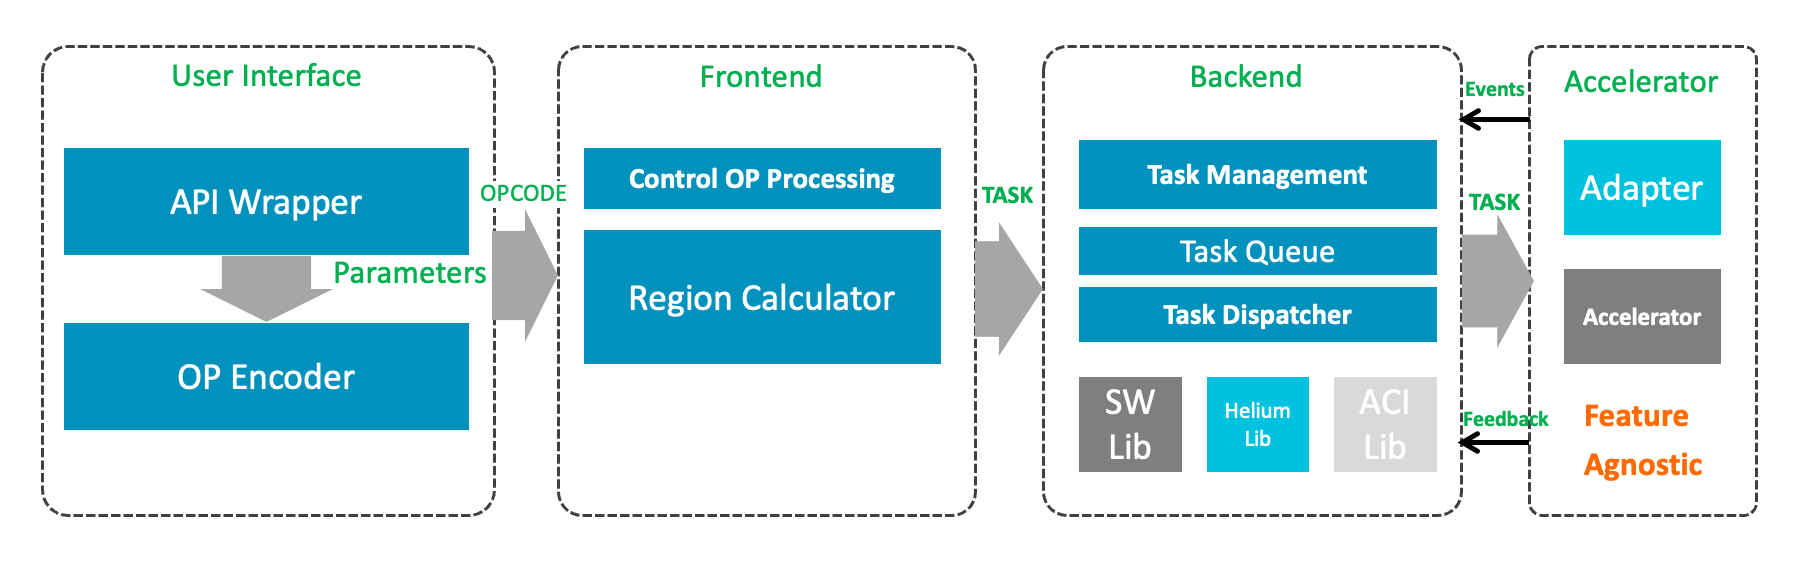 User Interface
API Wrapper
Parameters
OP Encoder
OPCODE
Frontend
Control OP Processing
Region Calculator
TASK
Backend
Task Management
Task Queue
Task Dispatcher
SW
Lib
Helium
Lib
ACI
Lib
Events
TASK
Feedback
Accelerator
Adapter
Accelerator
Feature
Agnostic